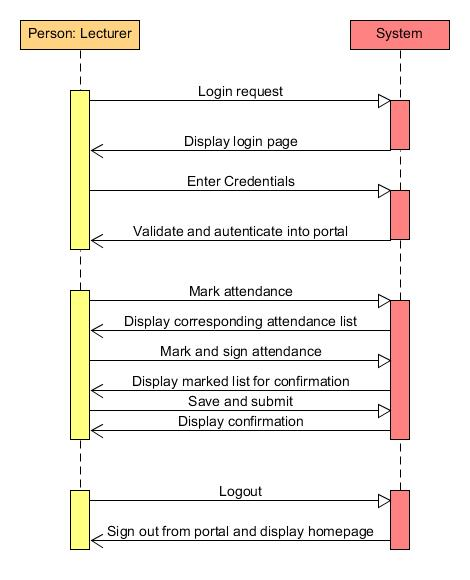 Person: Lecturer
System
Login request
Display login page
Enter Credentials
Validate and autenticate into portal
Mark attendance
Display corresponding attendance list
Mark and sign attendance
Display marked list for confirmation
Save and submit
Display confirmation
Logout
Sign out from portal and display homepage